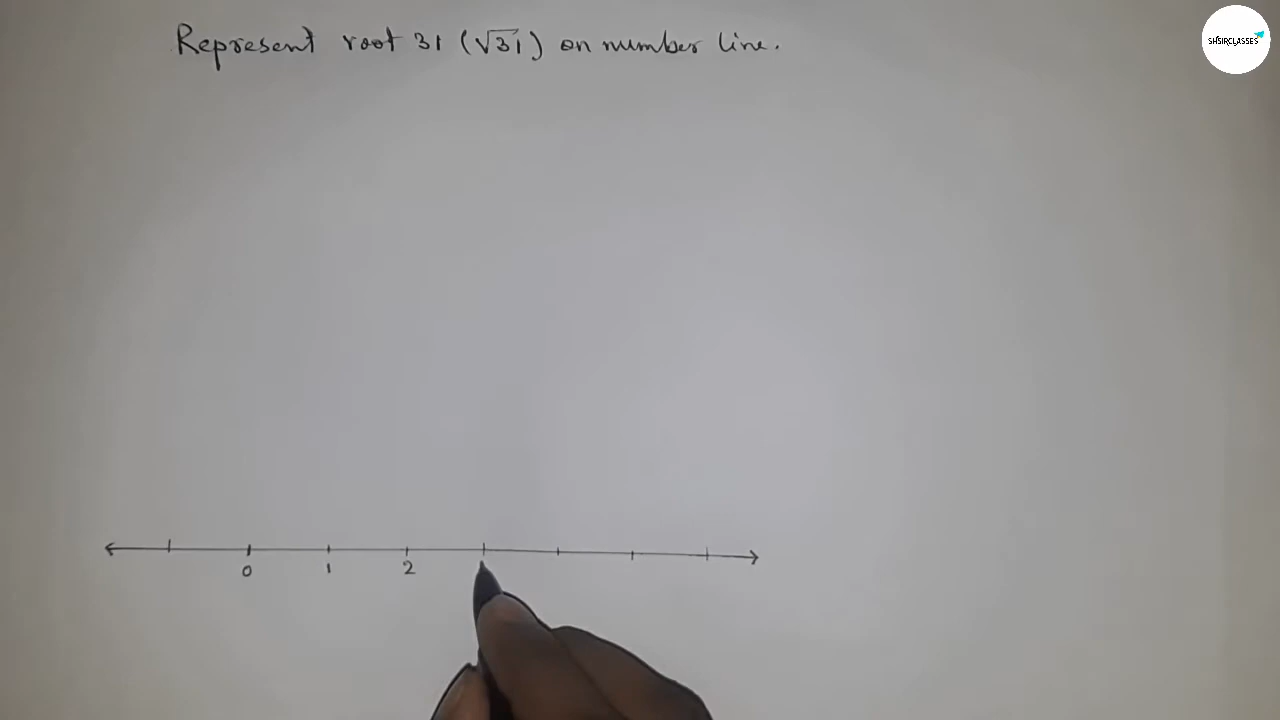 Represent root 31 (√31) on number line.
SHSIRCLASSES
0 1 2